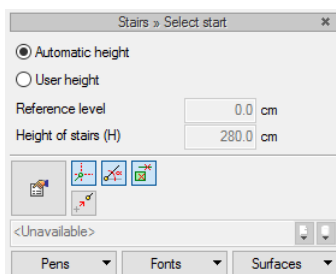 Stairs » Select start
Automatic height
User height
Reference level 0.0 cm
Height of stairs (H) 280.0 cm
<Unavailable>
Pens Fonts Surfaces